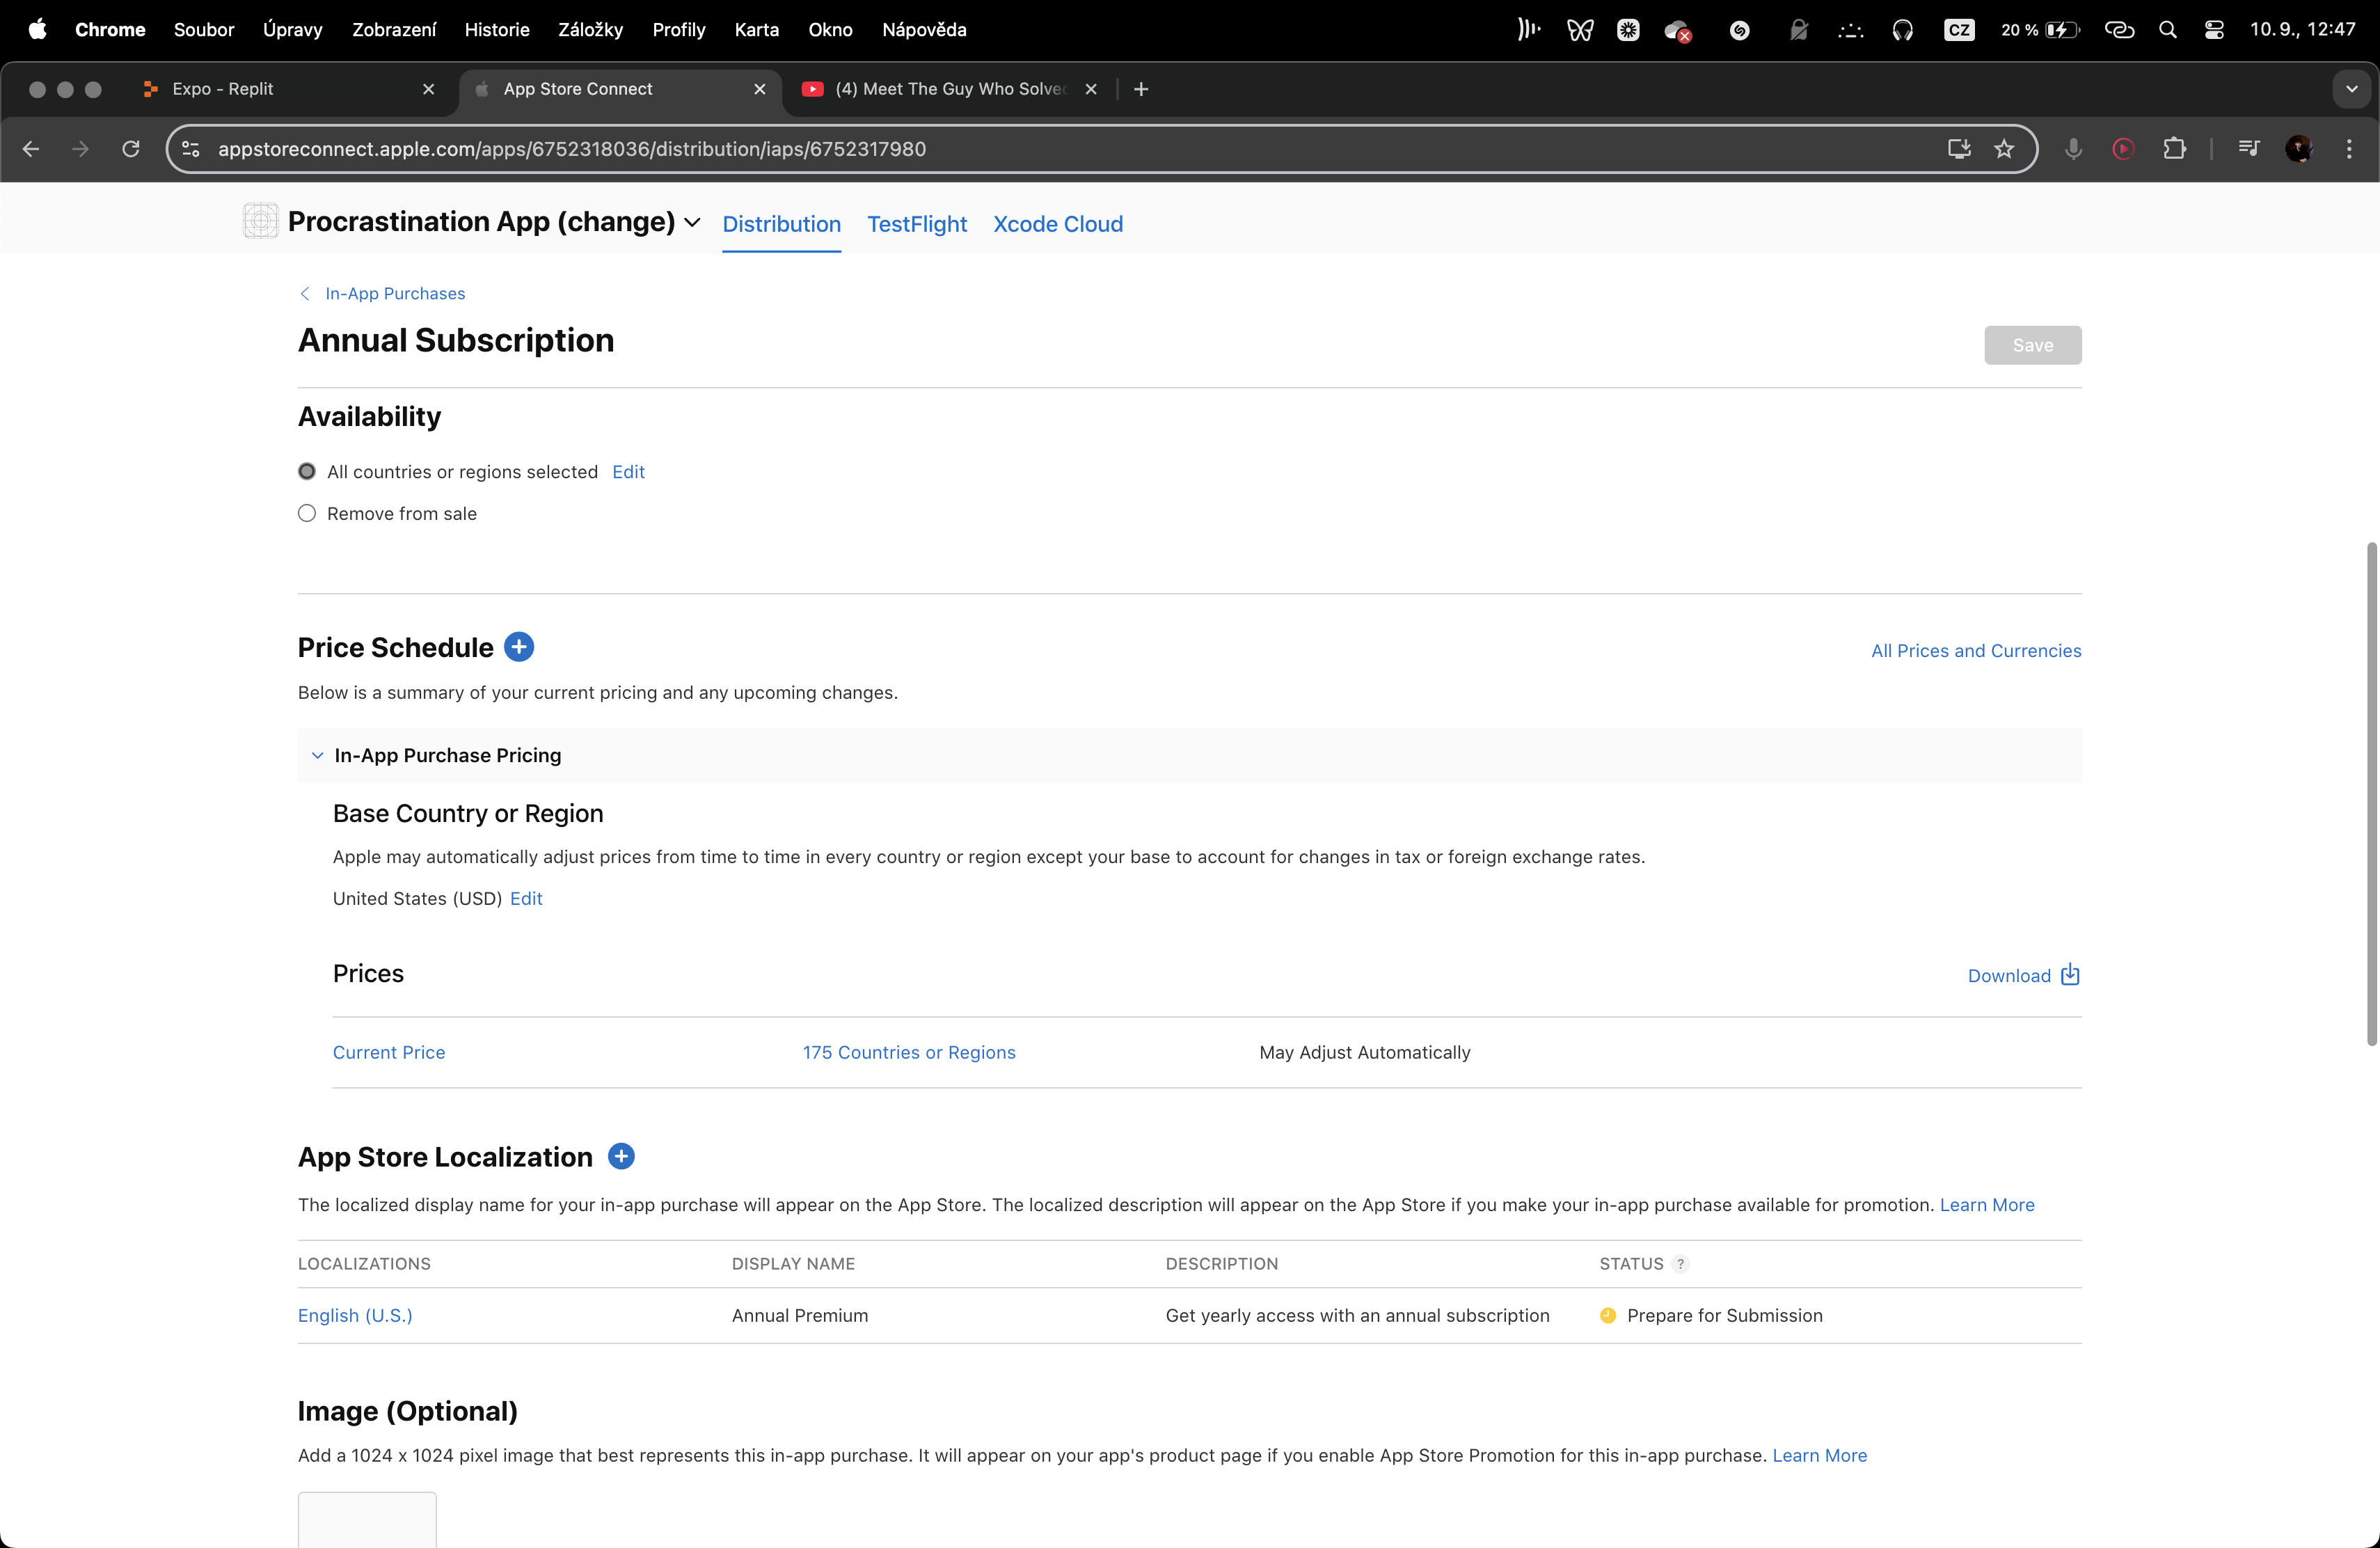 Chrome Soubor Úpravy Zobrazení Historie Záložky Profily Karta Okno Nápověda CZ 20 % 10. 9., 12:47
Expo - Replit App Store Connect (4) Meet The Guy Who Solved
appstoreconnect.apple.com/apps/6752318036/distribution/iaps/6752317980
Procrastination App (change) Distribution TestFlight Xcode Cloud
In-App Purchases
Annual Subscription
Save
Availability
All countries or regions selected Edit
Remove from sale
Price Schedule
All Prices and Currencies
Below is a summary of your current pricing and any upcoming changes.
In-App Purchase Pricing
Base Country or Region
Apple may automatically adjust prices from time to time in every country or region except your base to account for changes in tax or foreign exchange rates.
United States (USD) Edit
Prices
Download
Current Price 175 Countries or Regions May Adjust Automatically
App Store Localization
The localized display name for your in-app purchase will appear on the App Store. The localized description will appear on the App Store if you make your in-app purchase available for promotion. Learn More
LOCALIZATIONS DISPLAY NAME DESCRIPTION STATUS ?
English (U.S.) Annual Premium Get yearly access with an annual subscription Prepare for Submission
Image (Optional)
Add a 1024 x 1024 pixel image that best represents this in-app purchase. It will appear on your app's product page if you enable App Store Promotion for this in-app purchase. Learn More